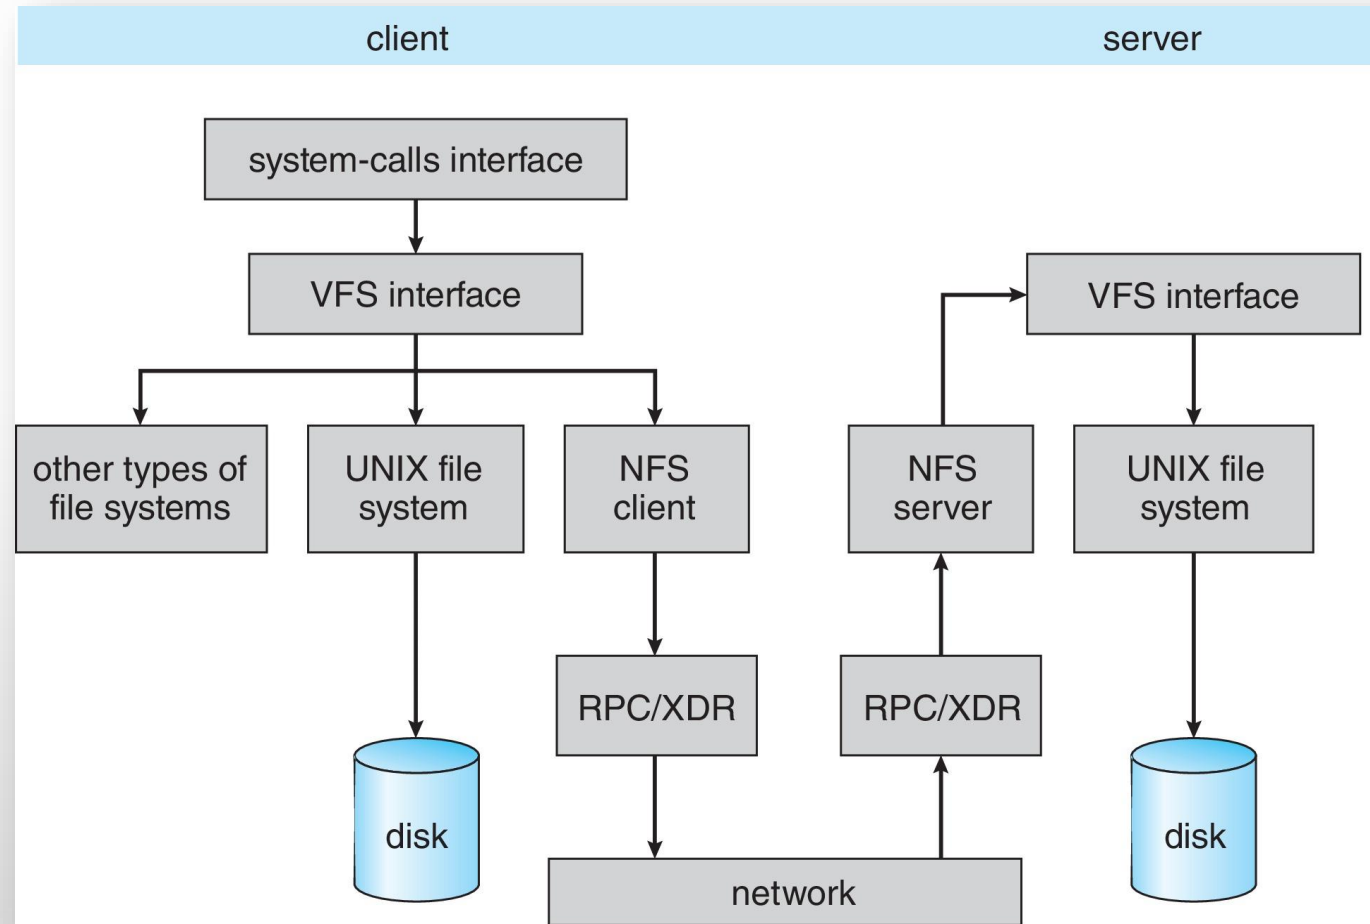 client
server
system-calls interface
VFS interface
VFS interface
other types of
file systems
UNIX file
system
NFS
client
NFS
server
UNIX file
system
RPC/XDR
RPC/XDR
disk
disk
network